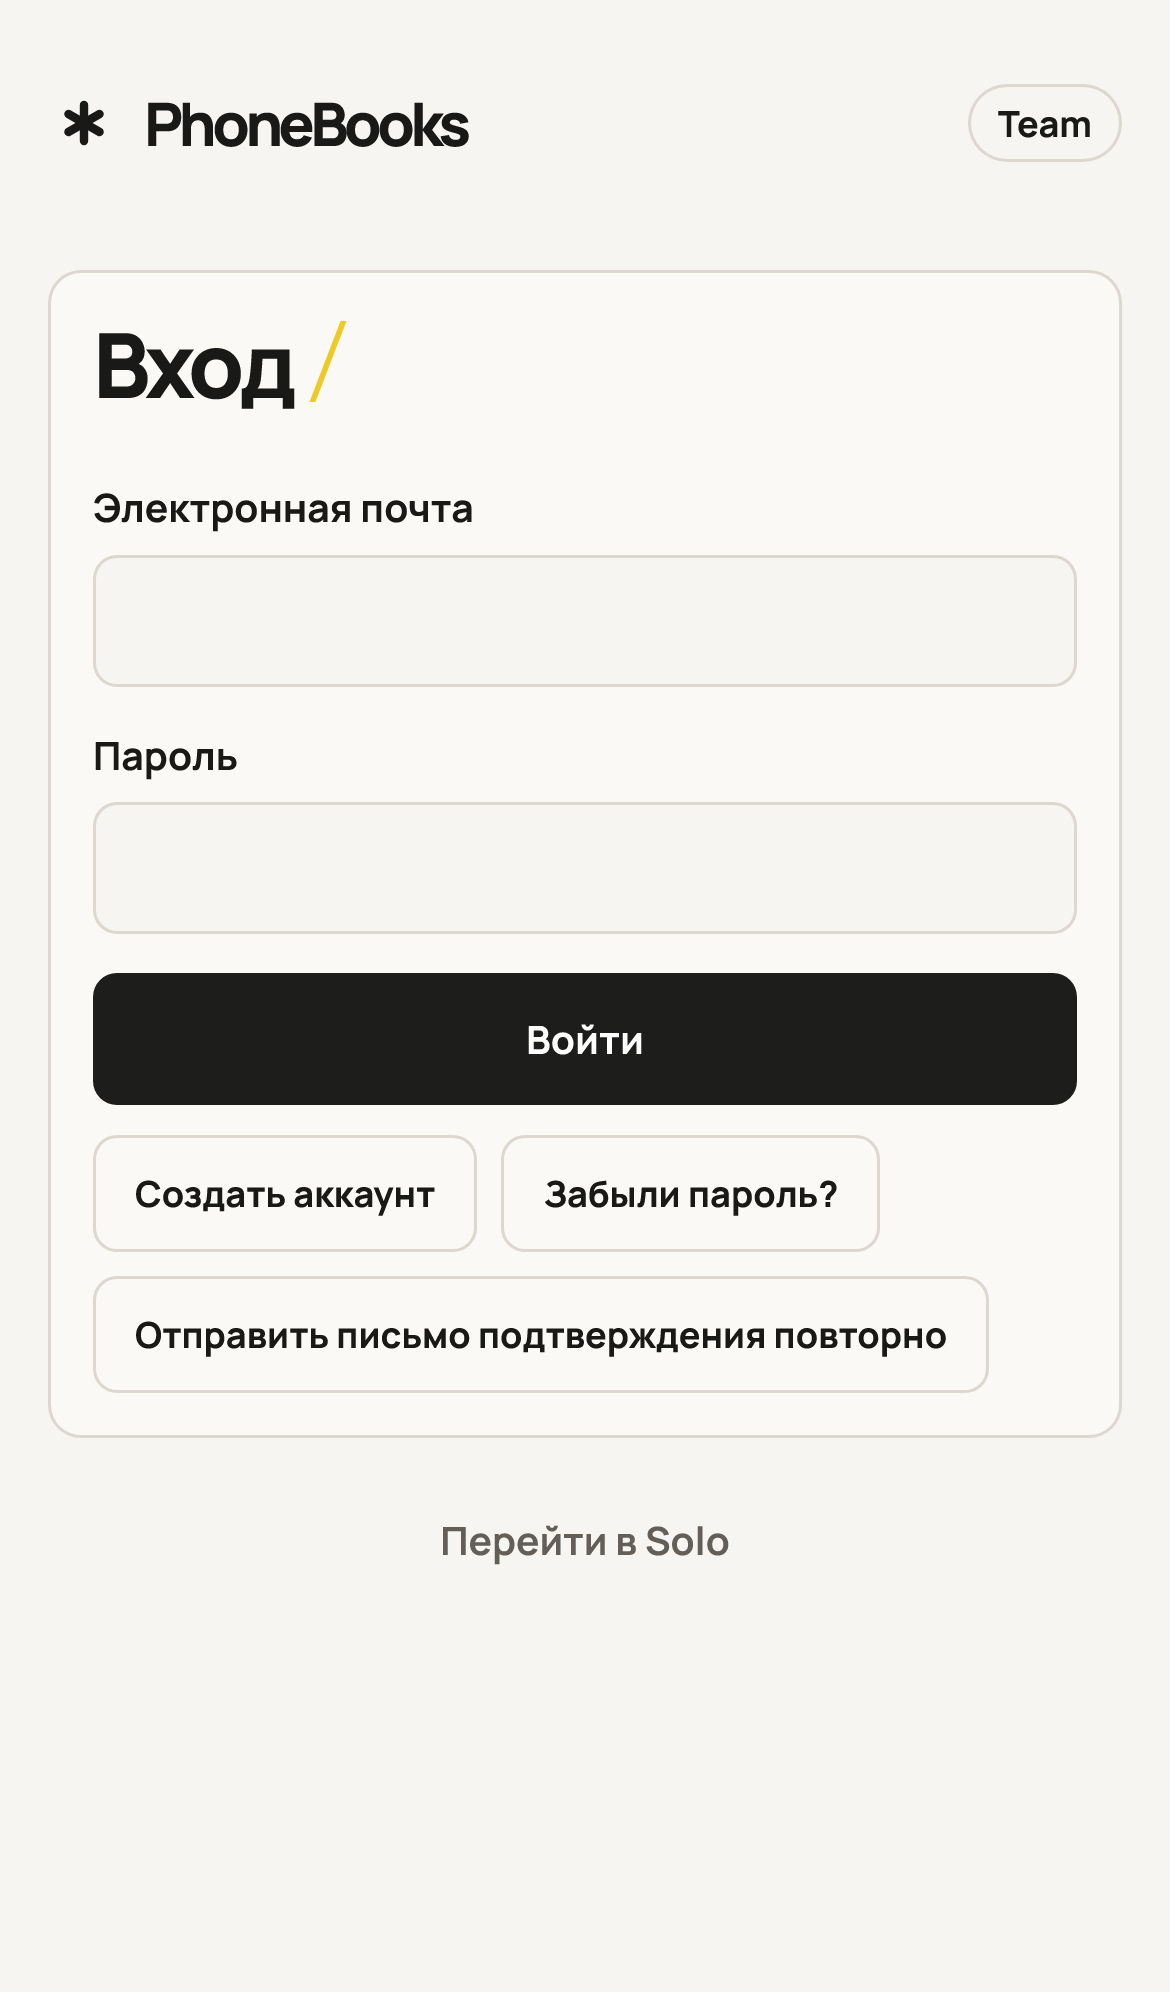 PhoneBooks
Team
Вход /
Электронная почта
Пароль
Войти
Создать аккаунт
Забыли пароль?
Отправить письмо подтверждения повторно
Перейти в Solo